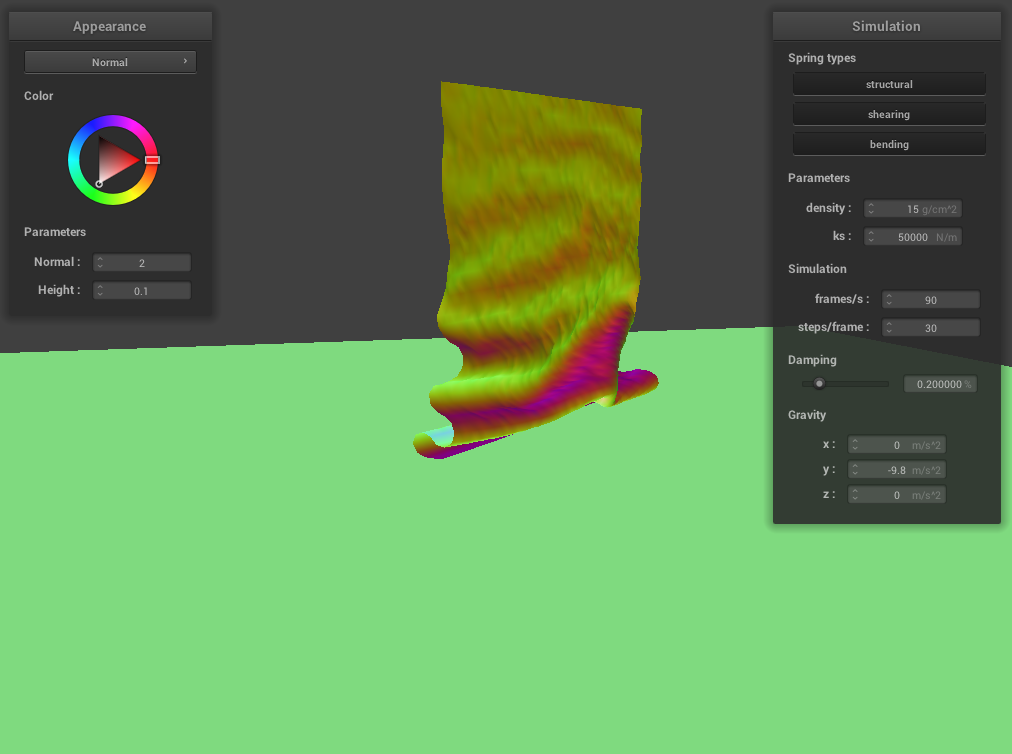 Appearance
Normal
Color
Parameters
Normal : 2
Height : 0.1
Simulation
Spring types
structural
shearing
bending
Parameters
density : 15 g/cm^2
ks : 50000 N/m
Simulation
frames/s : 90
steps/frame : 30
Damping
0.200000 %
Gravity
x : 0 m/s^2
y : -9.8 m/s^2
z : 0 m/s^2